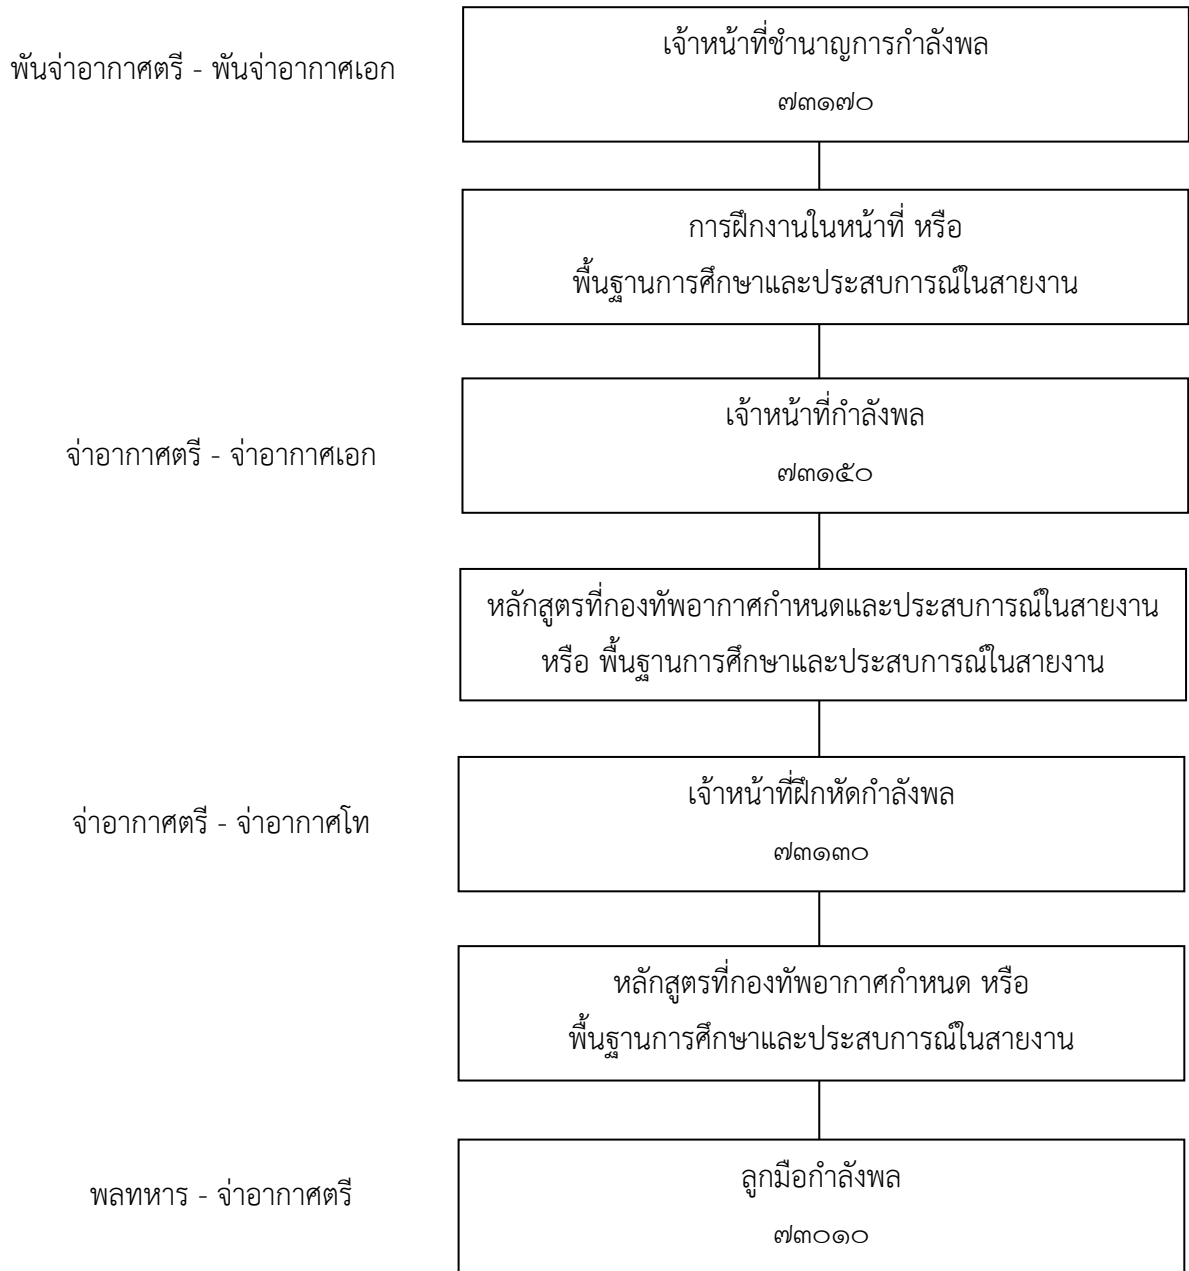 เจ้าหน้าที่ชำนาญการกำลังพล
พันจ่าอากาศตรี - พันจ่าอากาศเอก
๗๓๑๗๐
การฝึกงานในหน้าที่ หรือ
พื้นฐานการศึกษาและประสบการณ์ในสายงาน
เจ้าหน้าที่กำลังพล
จ่าอากาศตรี - จ่าอากาศเอก
๗๓๑๕๐
หลักสูตรที่กองทัพอากาศกำหนดและประสบการณ์ในสายงาน
หรือ พื้นฐานการศึกษาและประสบการณ์ในสายงาน
เจ้าหน้าที่ฝึกหัดกำลังพล
จ่าอากาศตรี - จ่าอากาศโท
๗๓๑๓๐
หลักสูตรที่กองทัพอากาศกำหนด หรือ
พื้นฐานการศึกษาและประสบการณ์ในสายงาน
ลูกมือกำลังพล
พลทหาร - จ่าอากาศตรี
๗๓๐๑๐